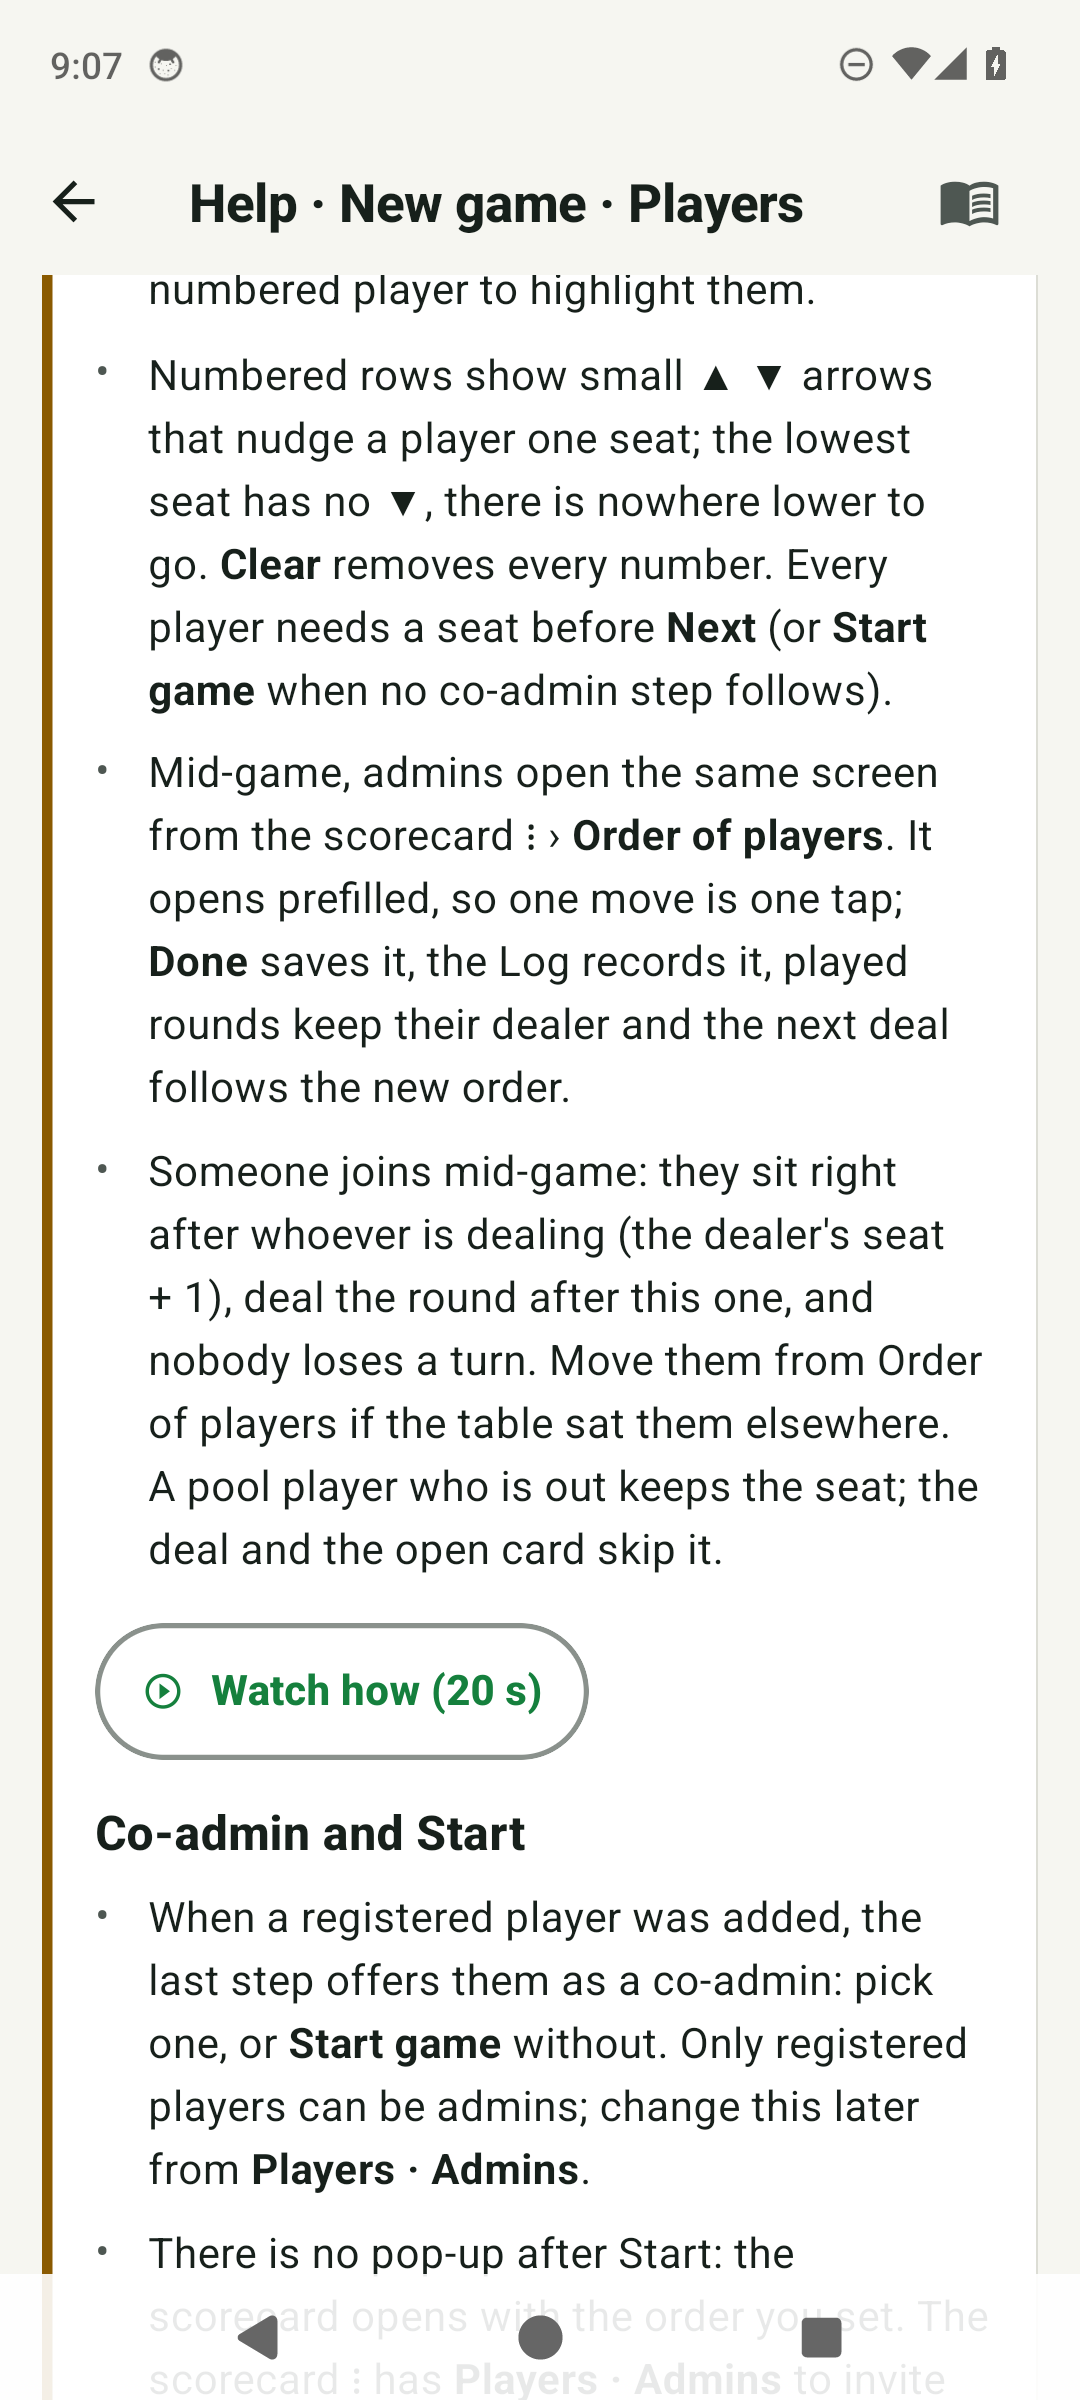 9:07
Help · New game · Players
numbered player to highlight them.
• Numbered rows show small ▲ ▼ arrows
that nudge a player one seat; the lowest
seat has no ▼, there is nowhere lower to
go. Clear removes every number. Every
player needs a seat before Next (or Start
game when no co-admin step follows).
• Mid-game, admins open the same screen
from the scorecard ⋮ › Order of players. It
opens prefilled, so one move is one tap;
Done saves it, the Log records it, played
rounds keep their dealer and the next deal
follows the new order.
• Someone joins mid-game: they sit right
after whoever is dealing (the dealer's seat
+ 1), deal the round after this one, and
nobody loses a turn. Move them from Order
of players if the table sat them elsewhere.
A pool player who is out keeps the seat; the
deal and the open card skip it.
Watch how (20 s)
Co-admin and Start
• When a registered player was added, the
last step offers them as a co-admin: pick
one, or Start game without. Only registered
players can be admins; change this later
from Players · Admins.
• There is no pop-up after Start: the
scorecard opens with the order you set. The
scorecard ⋮ has Players · Admins to invite